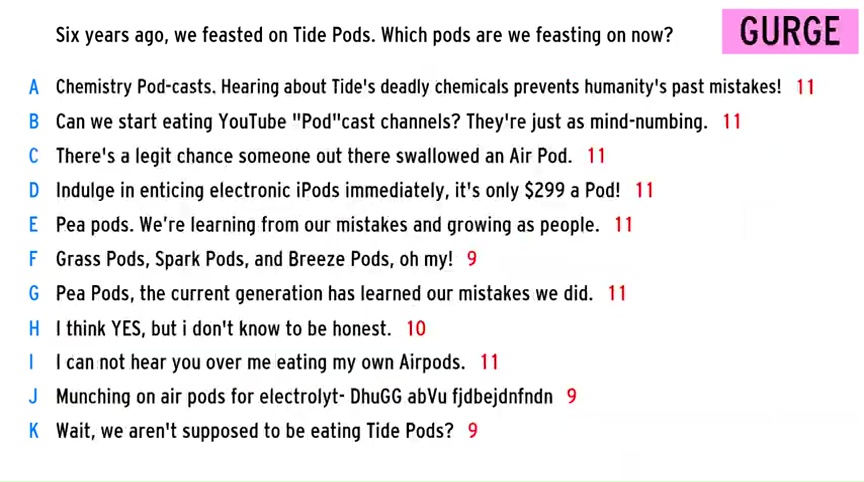 Six years ago, we feasted on Tide Pods. Which pods are we feasting on now?
GURGE
A Chemistry Pod-casts. Hearing about Tide's deadly chemicals prevents humanity's past mistakes! 11
B Can we start eating YouTube "Pod"cast channels? They're just as mind-numbing. 11
C There's a legit chance someone out there swallowed an Air Pod. 11
D Indulge in enticing electronic iPods immediately, it's only $299 a Pod! 11
E Pea pods. We're learning from our mistakes and growing as people. 11
F Grass Pods, Spark Pods, and Breeze Pods, oh my! 9
G Pea Pods, the current generation has learned our mistakes we did. 11
H I think YES, but i don't know to be honest. 10
I I can not hear you over me eating my own Airpods. 11
J Munching on air pods for electrolyt- DhuGG abVu fjdbejdnfndn 9
K Wait, we aren't supposed to be eating Tide Pods? 9